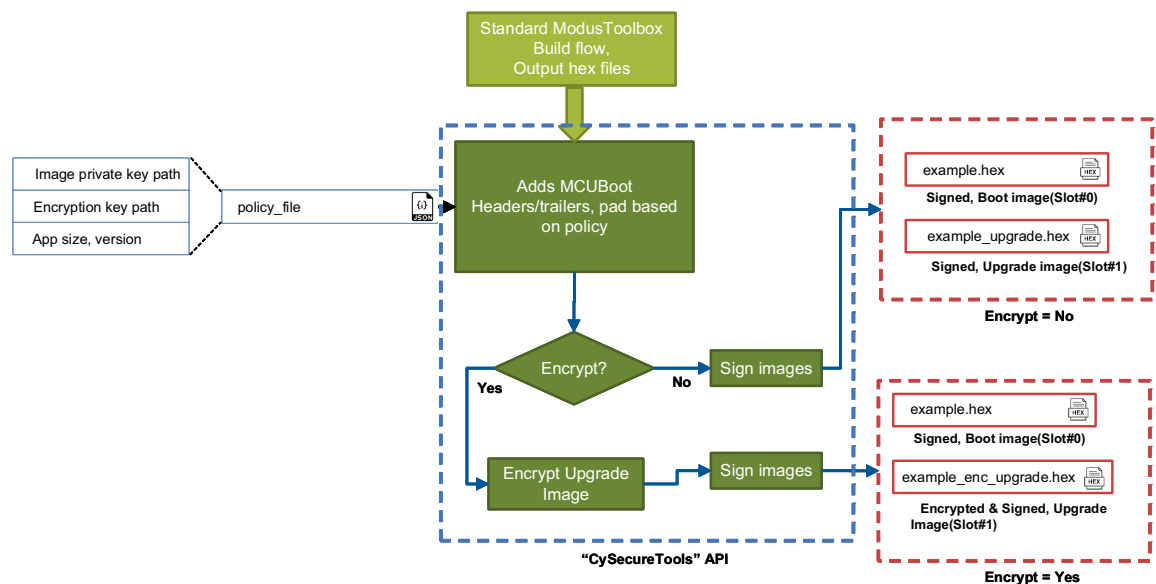 Standard ModusToolbox
Build flow,
Output hex files
Image private key path
Encryption key path
App size, version
policy_file
{i}
JSON
Adds MCUBoot
Headers/trailers, pad based
on policy
Encrypt?
Yes
No
Sign images
Encrypt Upgrade
Image
Sign images
"CySecureTools" API
example.hex
HEX
Signed, Boot image(Slot#0)
example_upgrade.hex
HEX
Signed, Upgrade image(Slot#1)
Encrypt = No
example.hex
HEX
Signed, Boot image(Slot#0)
example_enc_upgrade.hex
HEX
Encrypted & Signed, Upgrade
Image(Slot#1)
Encrypt = Yes